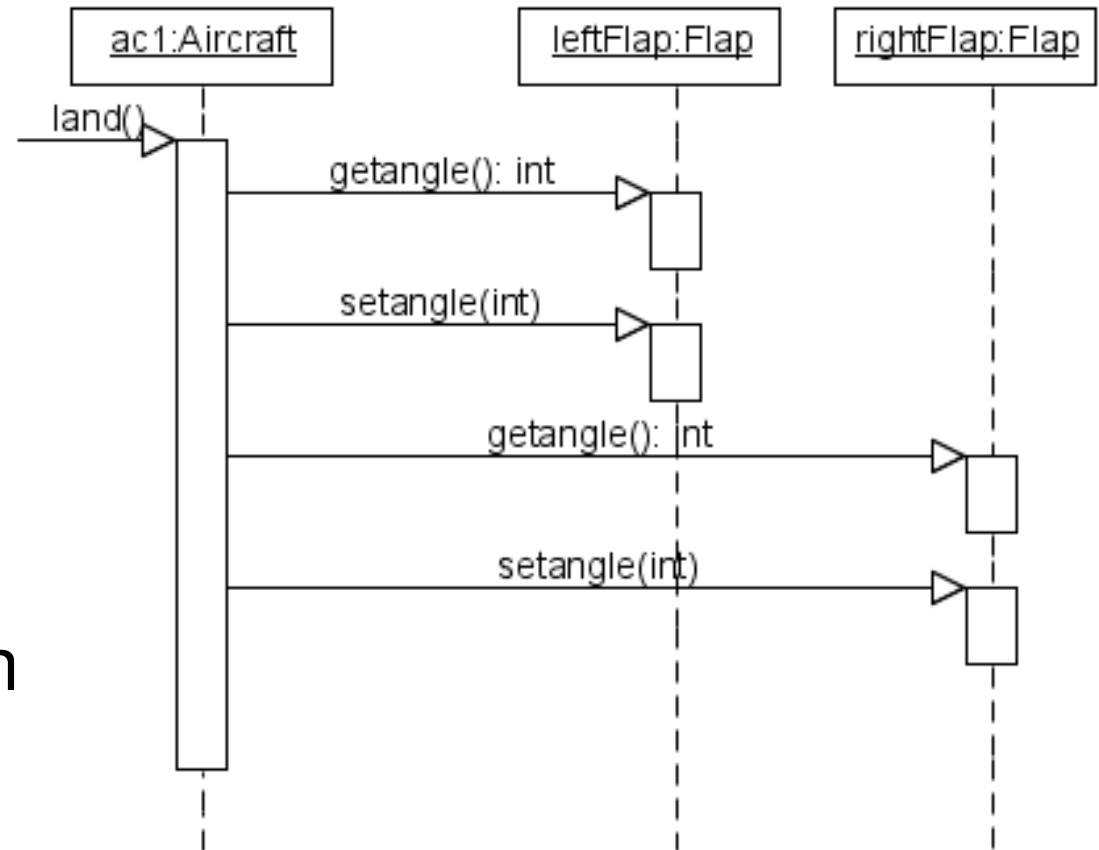 ac1:Aircraft
leftFlap:Flap
rightFlap:Flap
land()
getangle(): int
setangle(int)
getangle(): int
setangle(int)
n